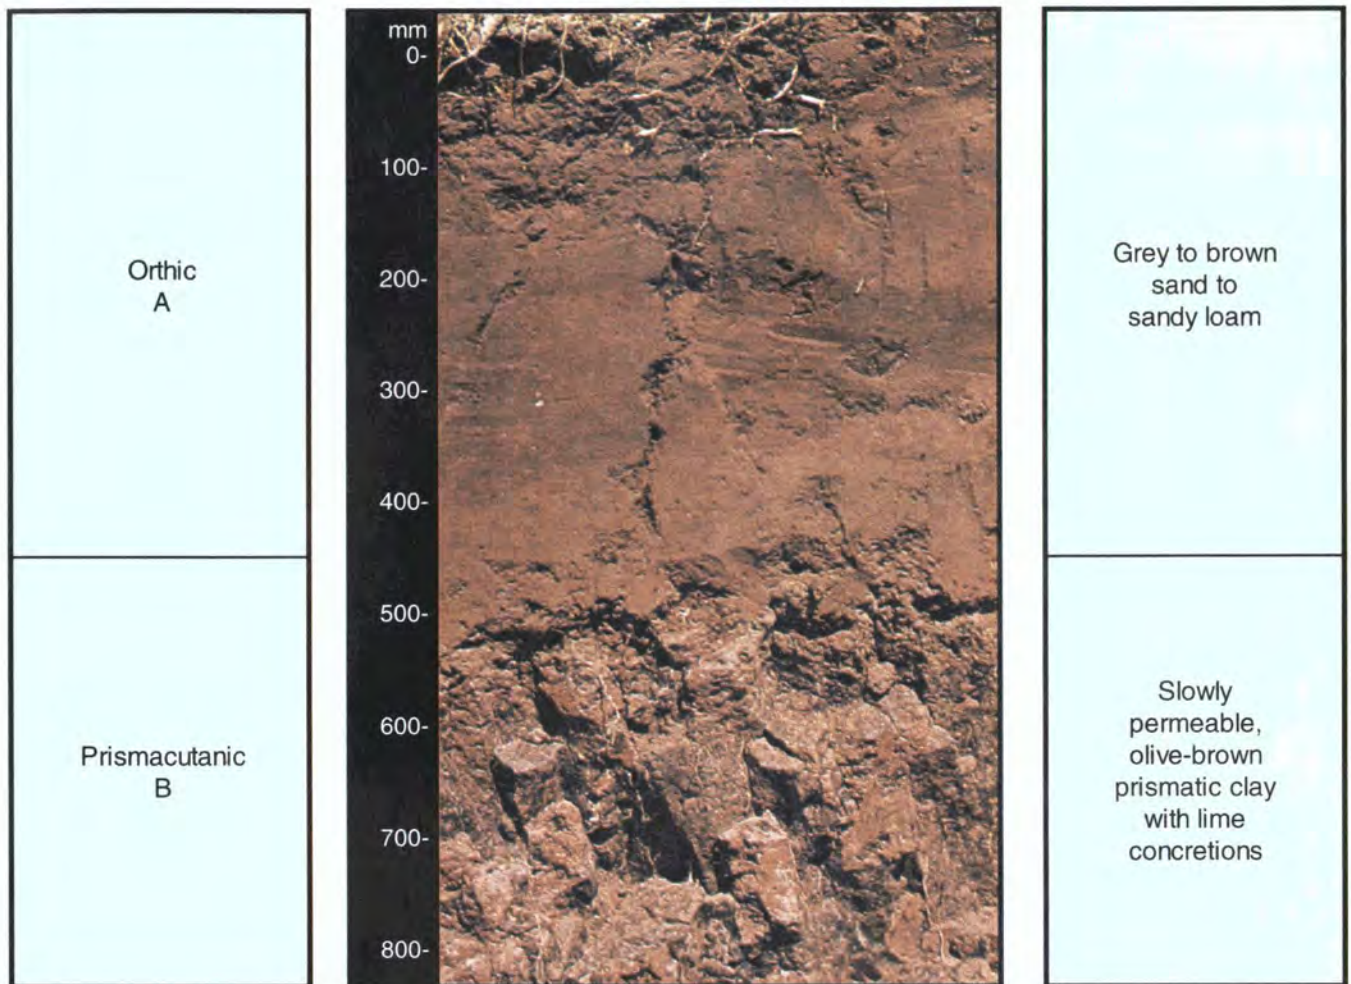 Orthic
A
Prismacutanic
B
mm
0-
100-
200-
300-
400-
500-
600-
700-
800-
Grey to brown
sand to
sandy loam
Slowly
permeable,
olive-brown
prismatic clay
with lime
concretions